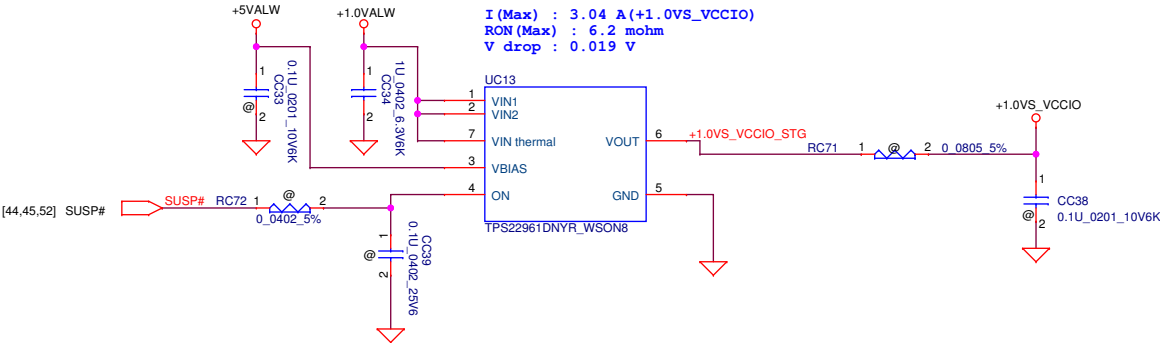 I(Max) : 3.04 A(+1.0VS_VCCIO)
RON(Max) : 6.2 mohm
V drop : 0.019 V
+5VALW
+1.0VALW
1
2
@
CC33
0.1U_0201_10V6K
1
2
CC34
1U_0402_6.3V6K
UC13
1 VIN1
2 VIN2
7 VIN thermal
3 VBIAS
4 ON
VOUT 6
GND 5
TPS22961DNYR_WSON8
+1.0VS_VCCIO_STG
RC71 1 @ 2 0_0805_5%
+1.0VS_VCCIO
1
@ 2
CC38
0.1U_0201_10V6K
[44,45,52] SUSP#
SUSP#
RC72 1 @ 2
0_0402_5%
1
@
2
CC39
0.1U_0402_25V6